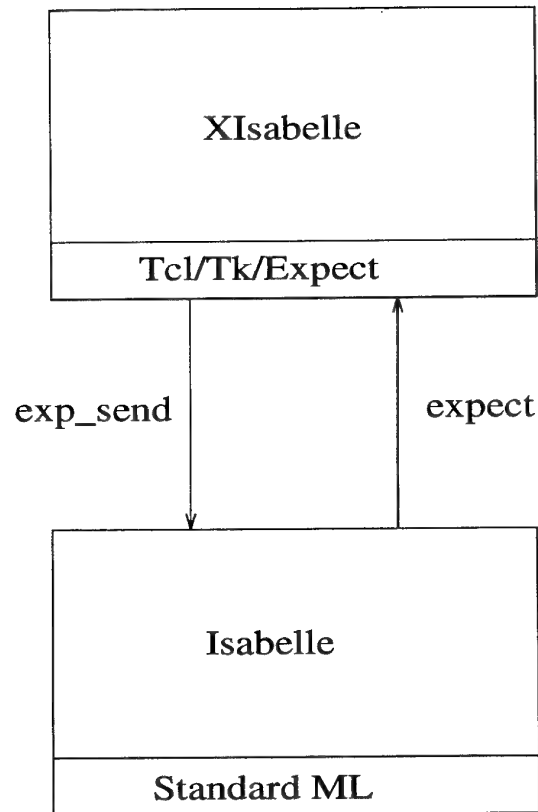 XIsabelle
Tcl/Tk/Expect
exp_send
expect
Isabelle
Standard ML